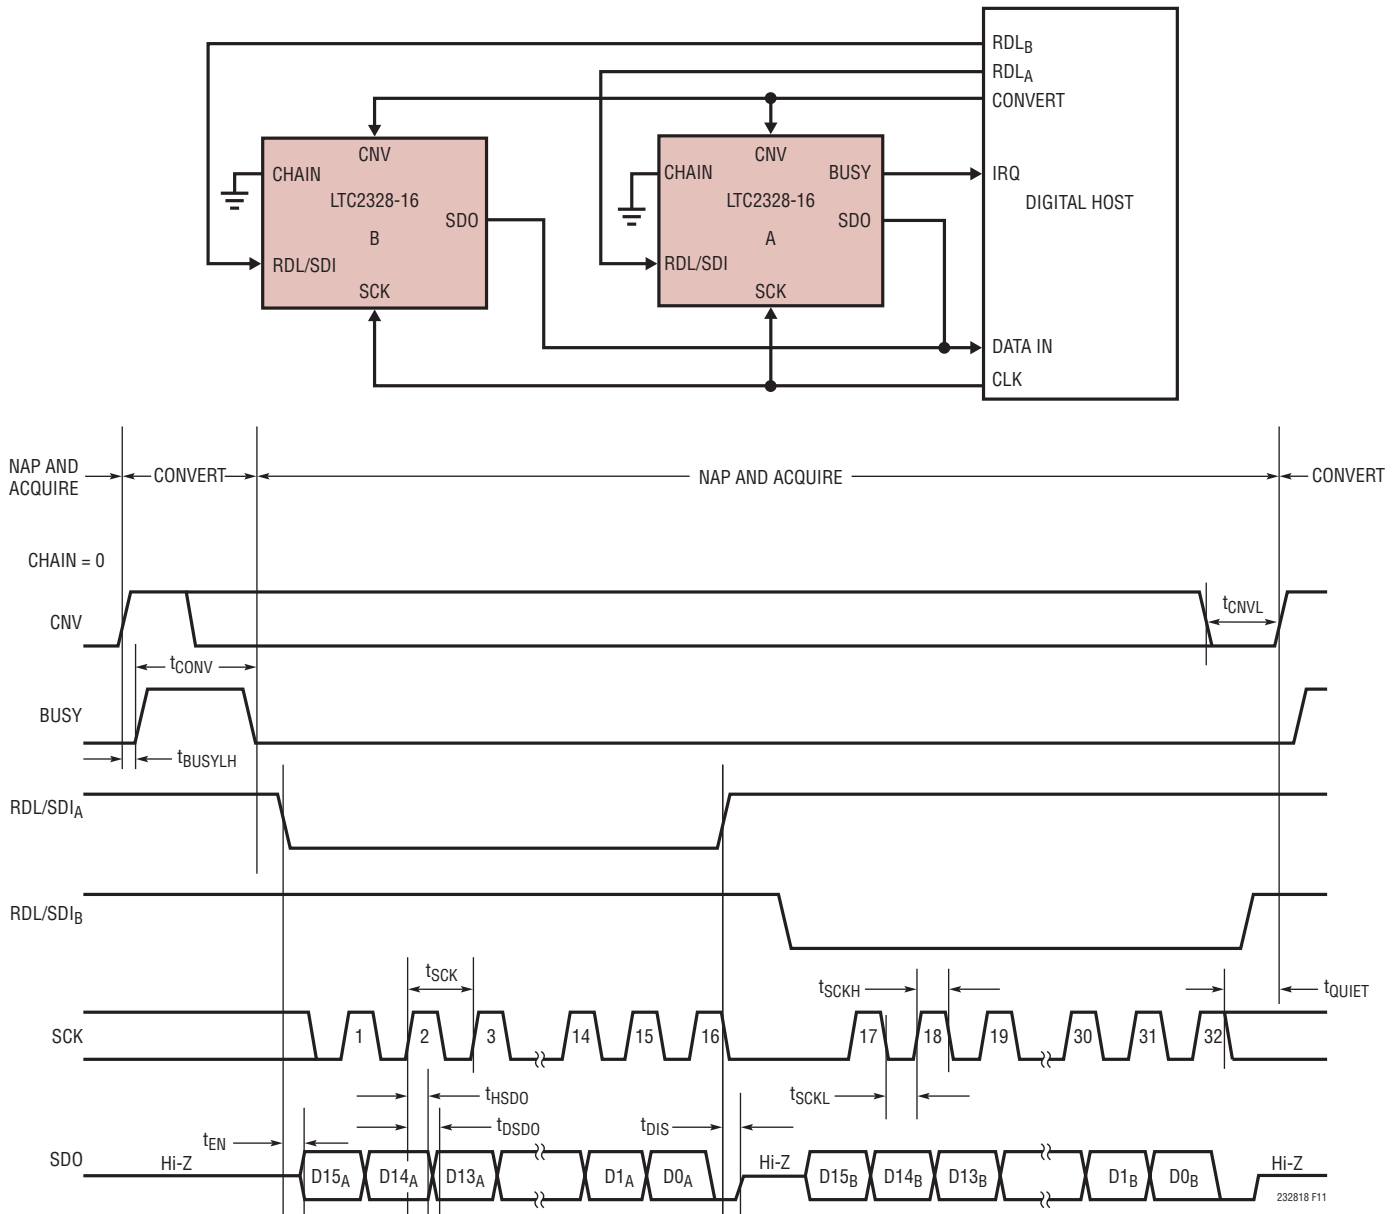 RDLB
RDLA
CONVERT
CNV
CHAIN
LTC2328-16
SDO
B
RDL/SDI
SCK
CNV
CHAIN
BUSY
LTC2328-16
SDO
A
RDL/SDI
SCK
IRQ
DIGITAL HOST
DATA IN
CLK
NAP AND
ACQUIRE
CONVERT
NAP AND ACQUIRE
CONVERT
CHAIN = 0
CNV
tCNVL
tCONV
BUSY
tBUSYLH
RDL/SDIA
RDL/SDIB
tSCK
tSCKH
tQUIET
SCK
1
2
3
14
15
16
17
18
19
30
31
32
tHSDO
tSCKL
tEN
tDSDO
tDIS
SDO
Hi-Z
D15A
D14A
D13A
D1A
D0A
Hi-Z
D15B
D14B
D13B
D1B
D0B
Hi-Z
232818 F11